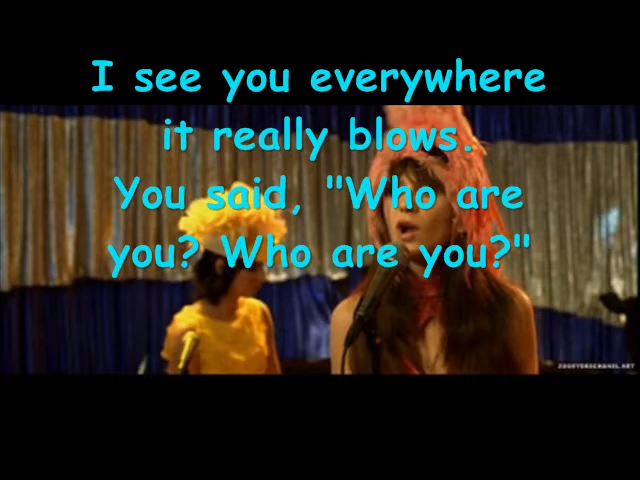 I see you everywhere
it really blows.
You said, "Who are
you? Who are you?"